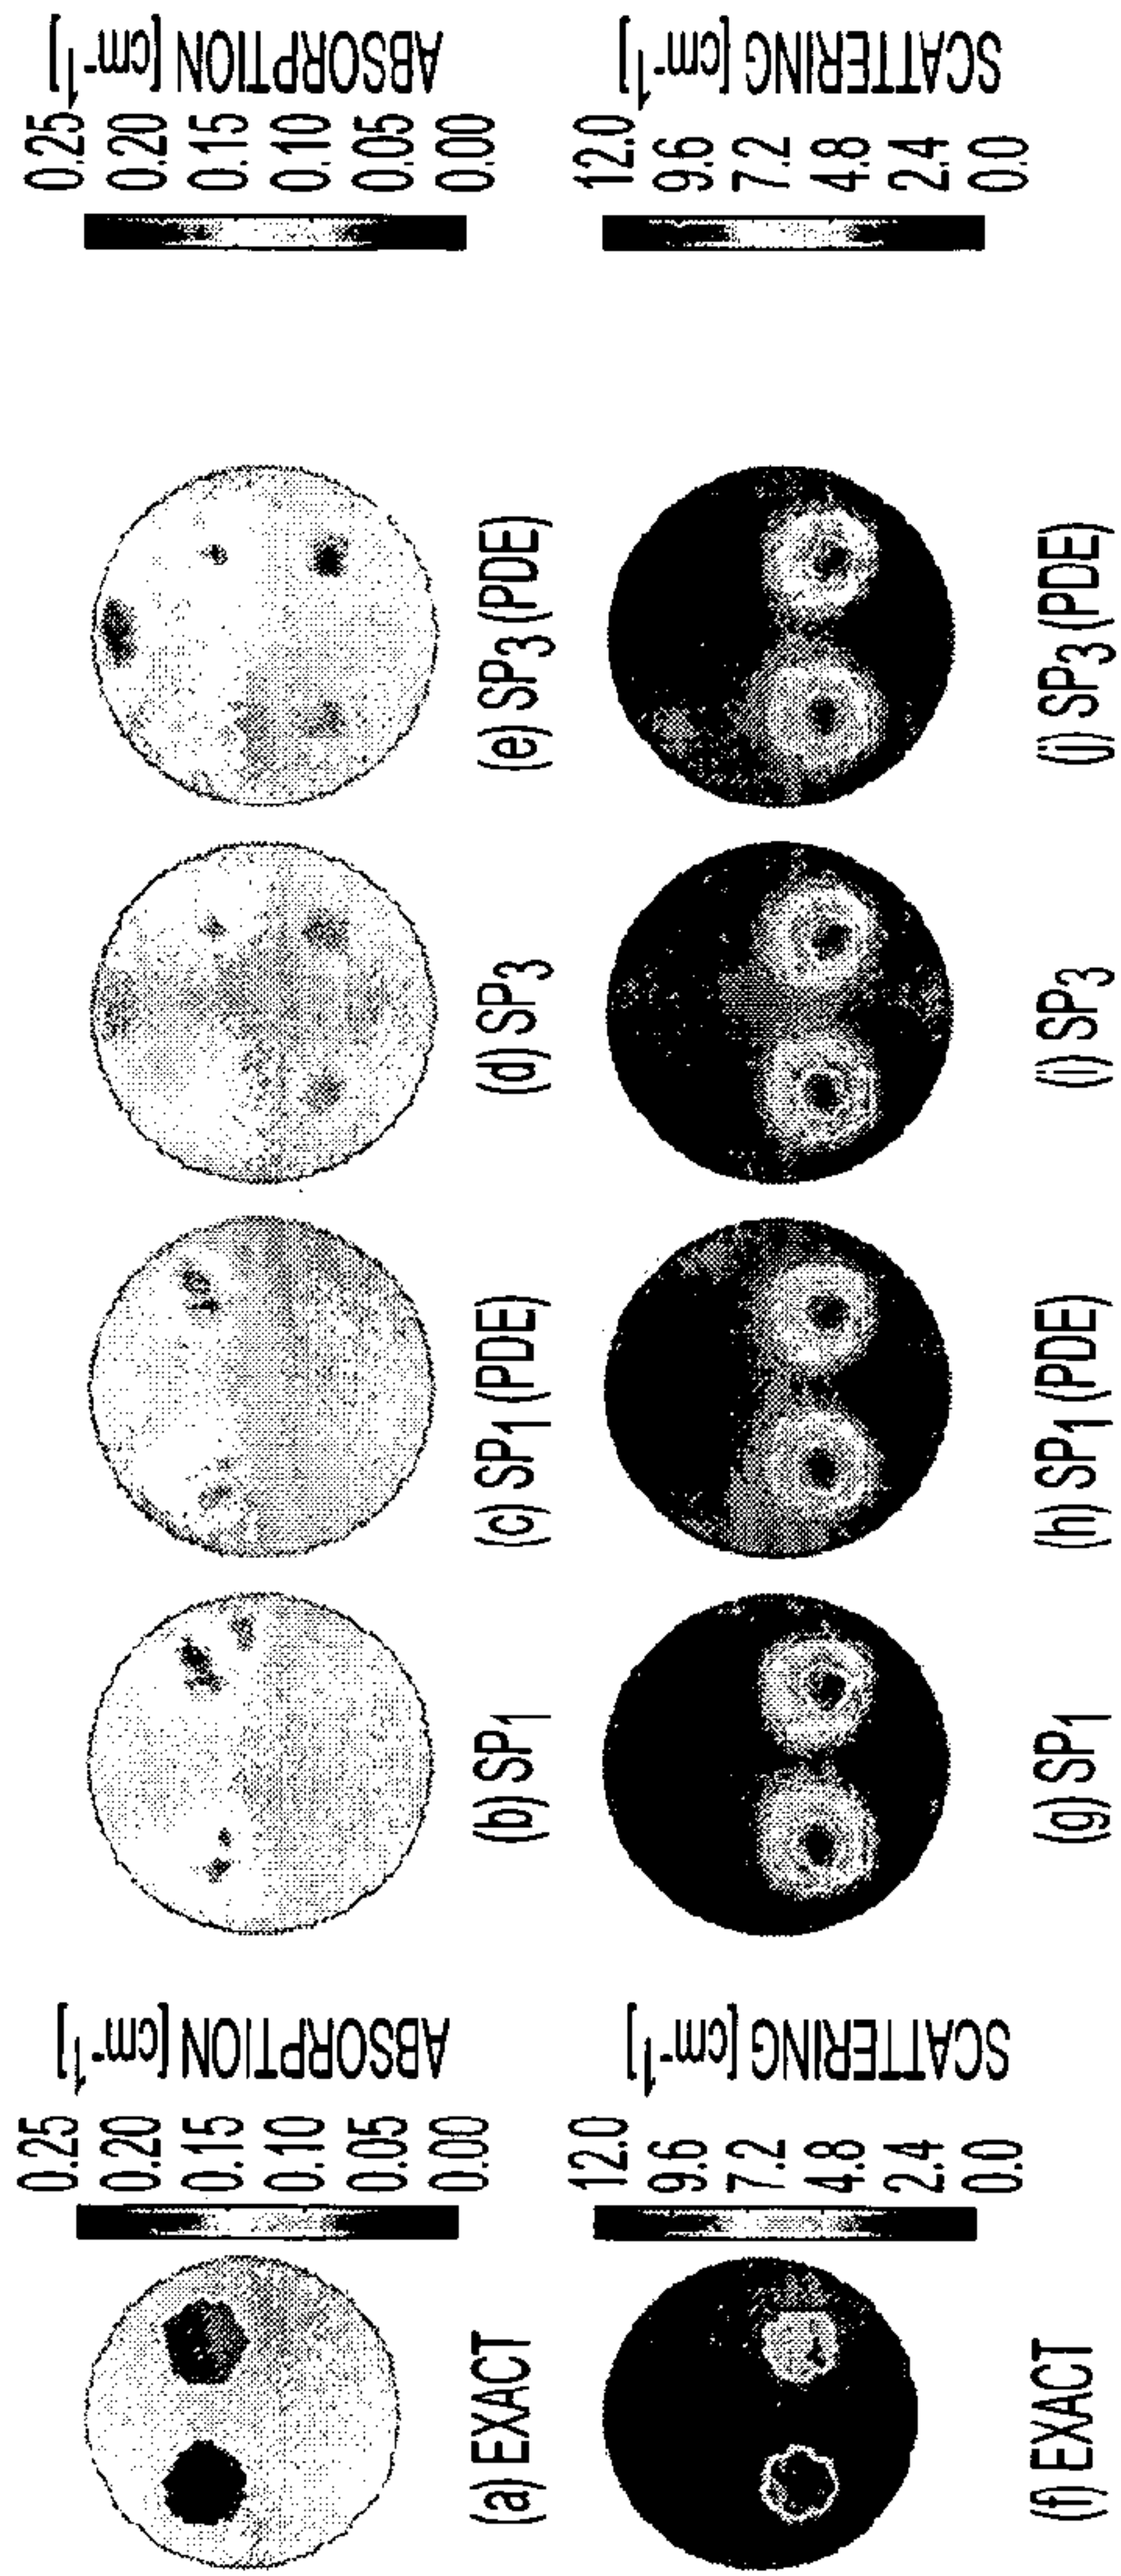 0.25
0.20
0.15
0.10
0.05
0.00
ABSORPTION [cm-1]
0.25
0.20
0.15
0.10
0.05
0.00
ABSORPTION [cm-1]
(a) EXACT
(b) SP1
(c) SP1 (PDE)
(d) SP3
(e) SP3 (PDE)
12.0
9.6
7.2
4.8
2.4
0.0
SCATTERING [cm-1]
12.0
9.6
7.2
4.8
2.4
0.0
SCATTERING [cm-1]
(f) EXACT
(g) SP1
(h) SP1 (PDE)
(i) SP3
(j) SP3 (PDE)